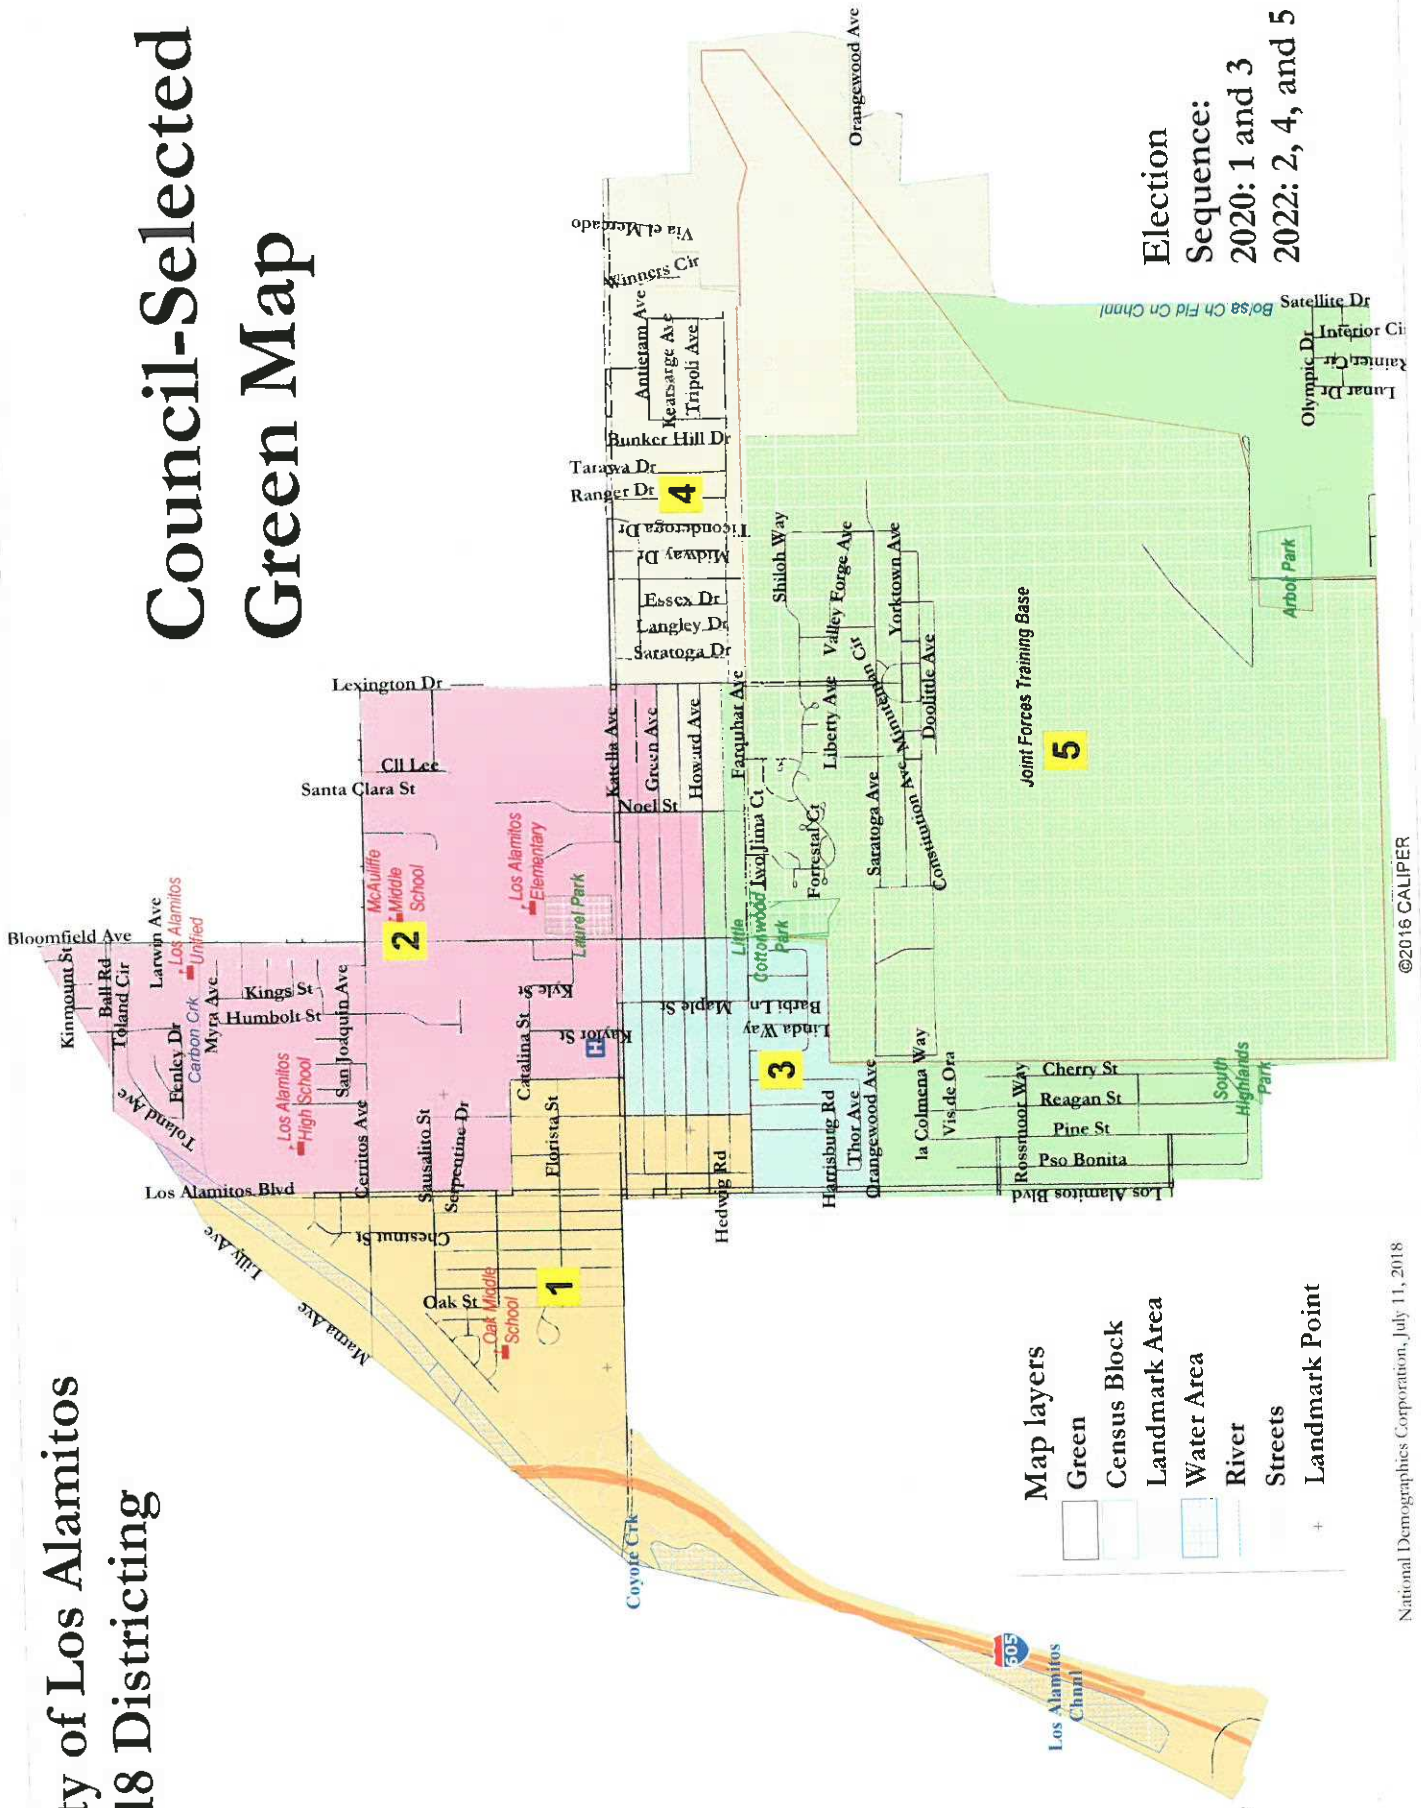 ty of Los Alamitos
18 Districting
Council-Selected
Green Map
Election
Sequence:
2020: 1 and 3
2022: 2, 4, and 5
Map layers
Green
Census Block
Landmark Area
Water Area
River
Streets
Landmark Point
National Demographics Corporation, July 11, 2018
©2016 CALIPER
1
2
3
4
5
Bloomfield Ave
Kinmount St
Ball Rd
Toland Cir
Larwin Ave
Los Alamitos
Unified
Fenley Dr
Carbon Crk
Myra Ave
Kings St
Humbolt St
San Joaquin Ave
Toland Ave
Los Alamitos
High School
Los Alamitos Blvd
Cerritos Ave
Sausalito St
Serpentine Dr
Catalina St
Florista St
Kyle St
Kaylor St
H
Laurel Park
Los Alamitos
Elementary
McAuliffe
Middle
School
Santa Clara St
Cll Lee
Lexington Dr
Lilly Ave
Marna Ave
Chestnut St
Oak St
Oak Middle
School
Coyote Crk
605
Los Alamitos
Chnnl
Katella Ave
Green Ave
Howard Ave
Noel St
Farquhar Ave
Maple St
Barbi Ln
Linda Way
Hedwig Rd
Harrisburg Rd
Thor Ave
Orangewood Ave
Little
Cottonwood
Park
Iwo Jima Ct
Forrestal Ct
Liberty Ave
Saratoga Ave
Constitution Ave
Minuteman Cir
Doolittle Ave
Yorktown Ave
Valley Forge Ave
Shiloh Way
Saratoga Dr
Langley Dr
Essex Dr
Midway Dr
Ticonderoga Dr
Ranger Dr
Tarawa Dr
Bunker Hill Dr
Antietam Ave
Kearsarge Ave
Tripoli Ave
Winners Cir
Via el Mercado
Orangewood Ave
Bolsa Ch Fld Cn Chnnl
Satellite Dr
Interior Cir
Rainier Cir
Lunar Dr
Olympic Dr
Arbor Park
Joint Forces Training Base
la Colmena Way
Vis de Ora
Rossmoor Way
Cherry St
Reagan St
Pine St
Pso Bonita
Los Alamitos Blvd
South
Highlands
Park